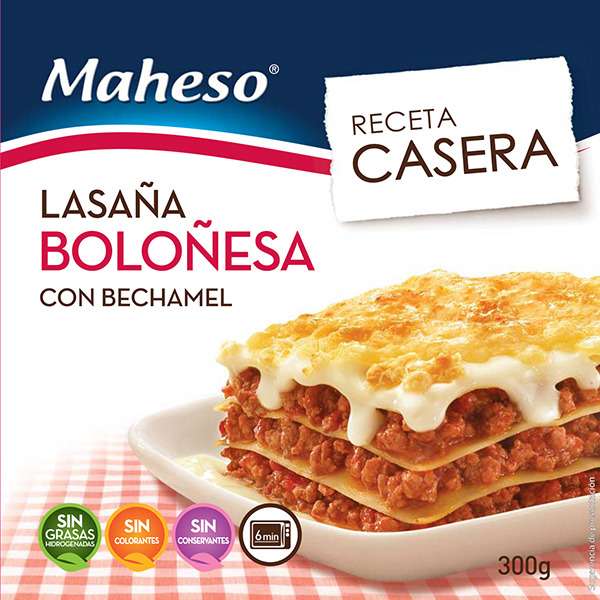 Maheso®
RECETA
CASERA
LASAÑA
BOLOÑESA
CON BECHAMEL
SIN
GRASAS
HIDROGENADAS
SIN
COLORANTES
SIN
CONSERVANTES
6 min
300g
Sugerencia de presentación